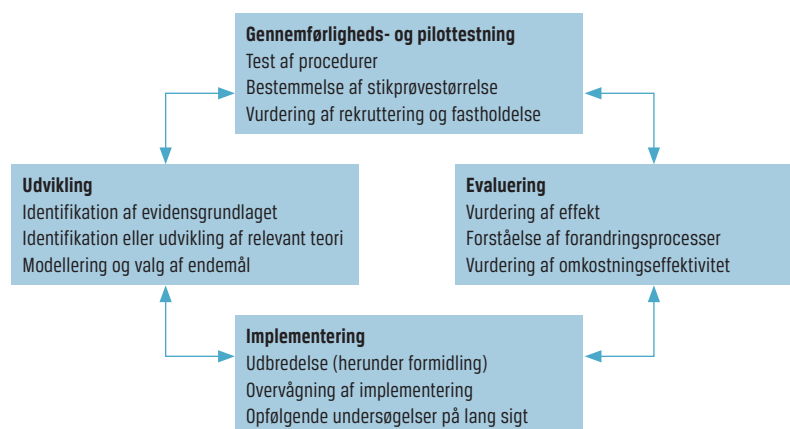 Gennemførligheds- og pilottestning
Test af procedurer
Bestemmelse af stikprøvestørrelse
Vurdering af rekruttering og fastholdelse
Udvikling
Identifikation af evidensgrundlaget
Identifikation eller udvikling af relevant teori
Modellering og valg af endemål
Evaluering
Vurdering af effekt
Forståelse af forandringsprocesser
Vurdering af omkostningseffektivitet
Implementering
Udbredelse (herunder formidling)
Overvågning af implementering
Opfølgende undersøgelser på lang sigt